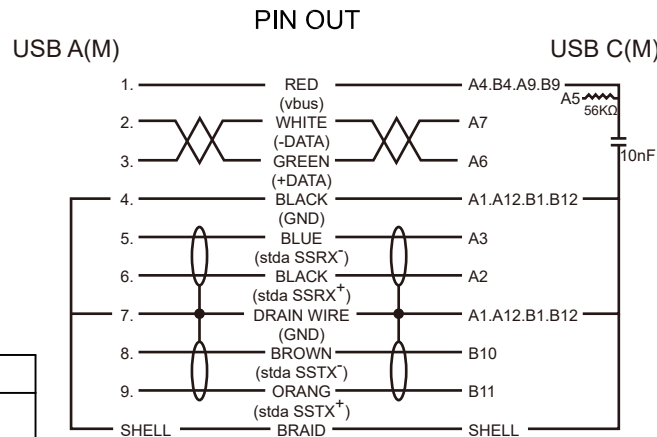 PIN OUT
USB A(M) USB C(M)
1. RED A4.B4.A9.B9
(vbus) A5 56KΩ
2. WHITE A7
(-DATA) 10nF
3. GREEN A6
(+DATA)
4. BLACK A1.A12.B1.B12
(GND)
5. BLUE A3
(stda SSRX⁻)
6. BLACK A2
(stda SSRX⁺)
7. DRAIN WIRE A1.A12.B1.B12
(GND)
8. BROWN B10
(stda SSTX⁻)
9. ORANG B11
(stda SSTX⁺)
SHELL BRAID SHELL